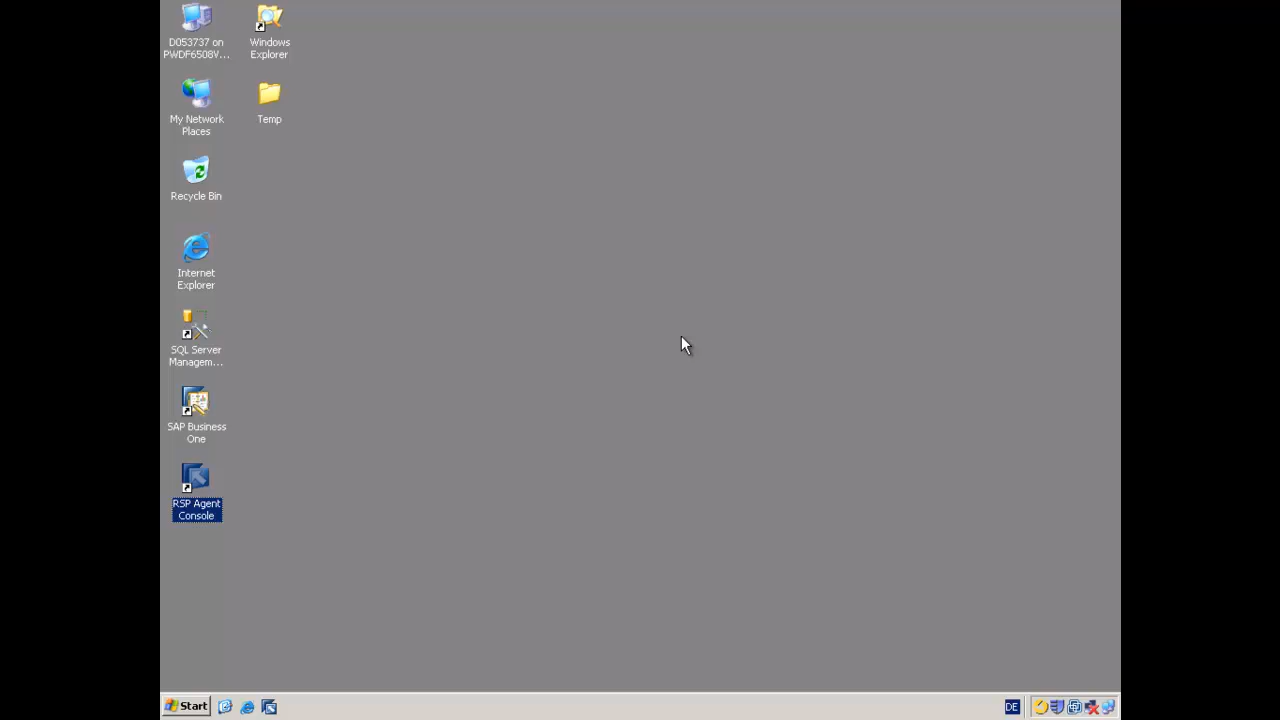 D053737 on
PWDF6508V...
Windows
Explorer
My Network
Places
Temp
Recycle Bin
Internet
Explorer
SQL Server
Managem...
SAP Business
One
RSP Agent
Console
Start
DE